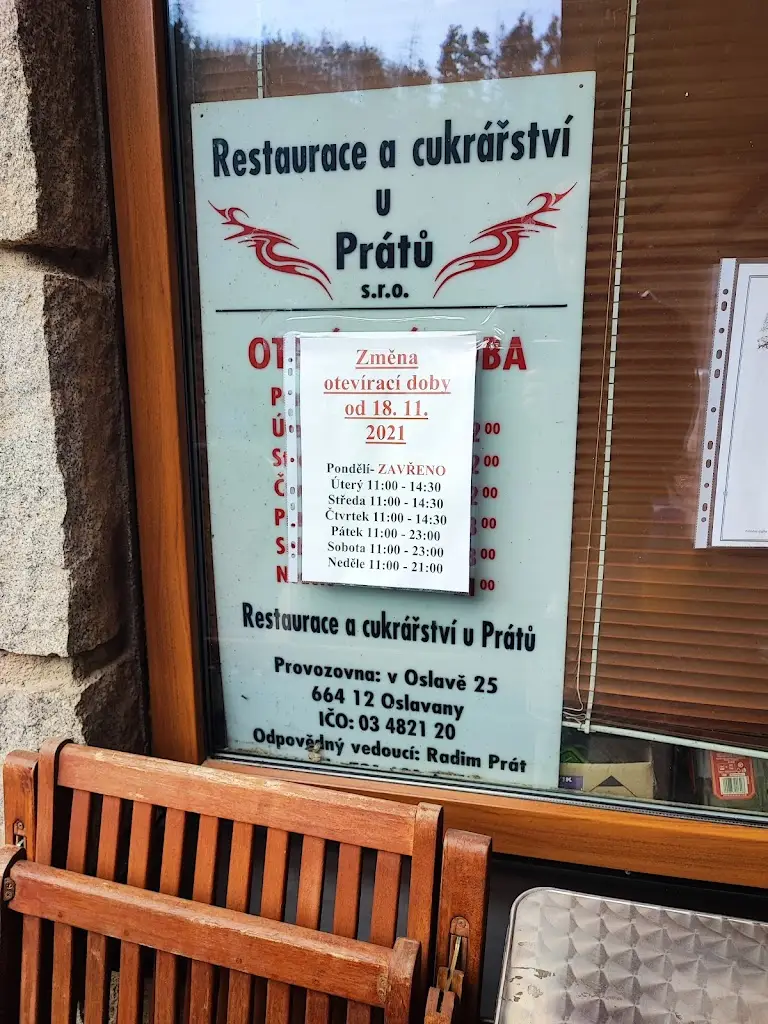 Restaurace a cukrářství
u
Prátů
s.r.o.
Změna
otevírací doby
od 18. 11.
2021
Pondělí- ZAVŘENO
Úterý 11:00 - 14:30
Středa 11:00 - 14:30
Čtvrtek 11:00 - 14:30
Pátek 11:00 - 23:00
Sobota 11:00 - 23:00
Neděle 11:00 - 21:00
Restaurace a cukrářství u Prátů
Provozovna: v Oslavě 25
664 12 Oslavany
IČO: 03 4821 20
Odpovědný vedoucí: Radim Prát